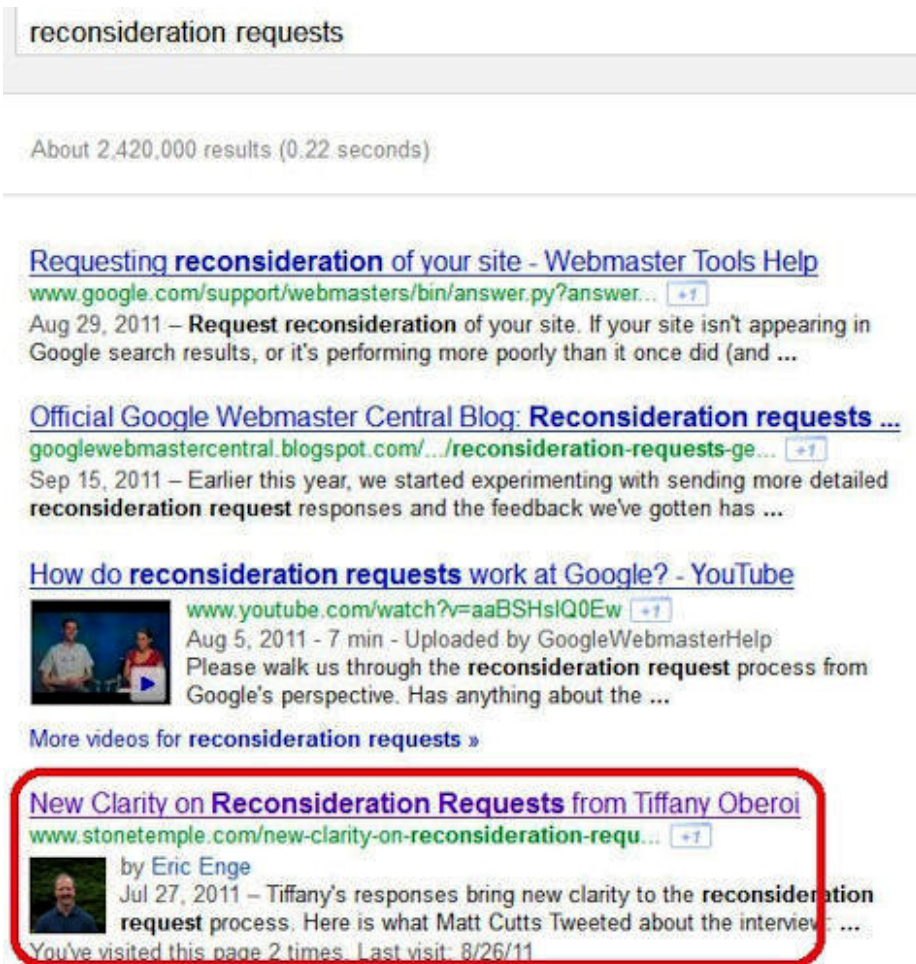 reconsideration requests
About 2,420,000 results (0.22 seconds)
Requesting reconsideration of your site - Webmaster Tools Help
www.google.com/support/webmasters/bin/answer.py?answer... +1
Aug 29, 2011 – Request reconsideration of your site. If your site isn't appearing in
Google search results, or it's performing more poorly than it once did (and ...
Official Google Webmaster Central Blog: Reconsideration requests ...
googlewebmastercentral.blogspot.com/.../reconsideration-requests-ge... +1
Sep 15, 2011 – Earlier this year, we started experimenting with sending more detailed
reconsideration request responses and the feedback we've gotten has ...
How do reconsideration requests work at Google? - YouTube
www.youtube.com/watch?v=aaBSHsIQ0Ew +1
Aug 5, 2011 - 7 min - Uploaded by GoogleWebmasterHelp
Please walk us through the reconsideration request process from
Google's perspective. Has anything about the ...
More videos for reconsideration requests »
New Clarity on Reconsideration Requests from Tiffany Oberoi
www.stonetemple.com/new-clarity-on-reconsideration-requ... +1
by Eric Enge
Jul 27, 2011 – Tiffany's responses bring new clarity to the reconsideration
request process. Here is what Matt Cutts Tweeted about the interview: ...
You've visited this page 2 times. Last visit: 8/26/11